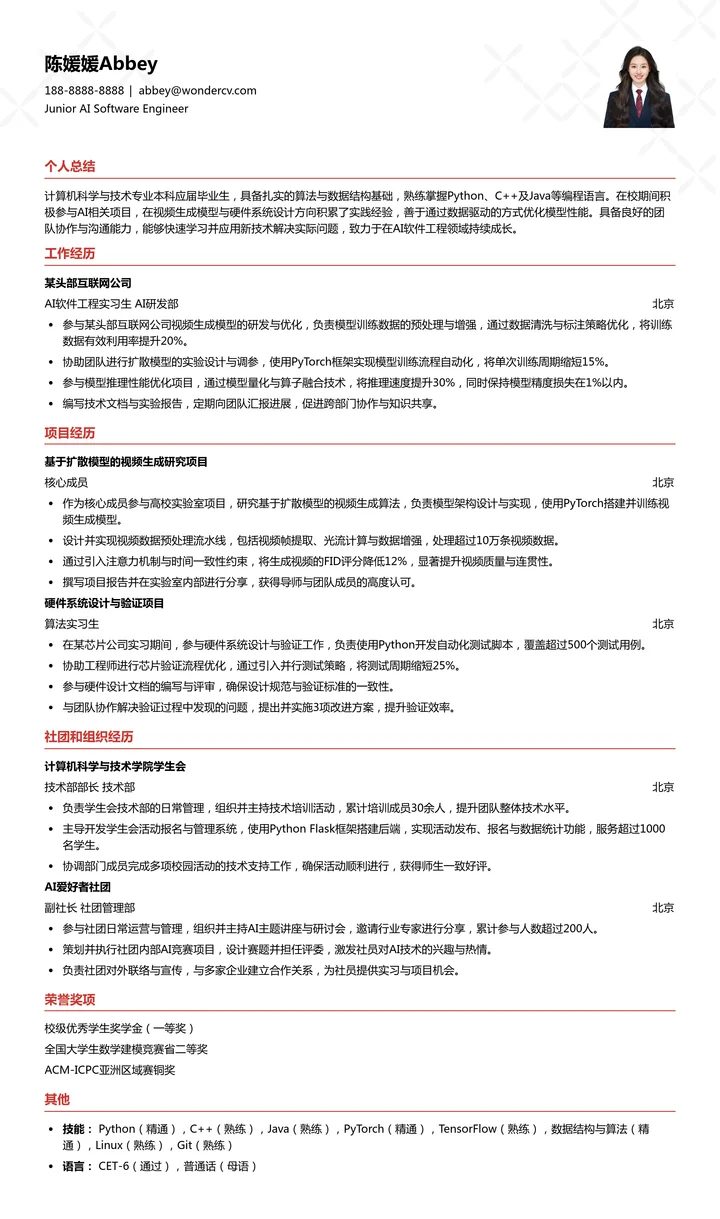 陈媛媛Abbey
188-8888-8888 | abbey@wondercv.com
Junior AI Software Engineer
个人总结
计算机科学与技术专业本科应届毕业生，具备扎实的算法与数据结构基础，熟练掌握Python、C++及Java等编程语言。在校期间积
极参与AI相关项目，在视频生成模型与硬件系统设计方向积累了实践经验，善于通过数据驱动的方式优化模型性能。具备良好的团
队协作与沟通能力，能够快速学习并应用新技术解决实际问题，致力于在AI软件工程领域持续成长。
工作经历
某头部互联网公司
AI软件工程实习生 AI研发部 北京
• 参与某头部互联网公司视频生成模型的研发与优化，负责模型训练数据的预处理与增强，通过数据清洗与标注策略优化，将训练
数据有效利用率提升20%。
• 协助团队进行扩散模型的实验设计与调参，使用PyTorch框架实现模型训练流程自动化，将单次训练周期缩短15%。
• 参与模型推理性能优化项目，通过模型量化与算子融合技术，将推理速度提升30%，同时保持模型精度损失在1%以内。
• 编写技术文档与实验报告，定期向团队汇报进展，促进跨部门协作与知识共享。
项目经历
基于扩散模型的视频生成研究项目
核心成员 北京
• 作为核心成员参与高校实验室项目，研究基于扩散模型的视频生成算法，负责模型架构设计与实现，使用PyTorch搭建并训练视
频生成模型。
• 设计并实现视频数据预处理流水线，包括视频帧提取、光流计算与数据增强，处理超过10万条视频数据。
• 通过引入注意力机制与时间一致性约束，将生成视频的FID评分降低12%，显著提升视频质量与连贯性。
• 撰写项目报告并在实验室内部进行分享，获得导师与团队成员的高度认可。
硬件系统设计与验证项目
算法实习生 北京
• 在某芯片公司实习期间，参与硬件系统设计与验证工作，负责使用Python开发自动化测试脚本，覆盖超过500个测试用例。
• 协助工程师进行芯片验证流程优化，通过引入并行测试策略，将测试周期缩短25%。
• 参与硬件设计文档的编写与评审，确保设计规范与验证标准的一致性。
• 与团队协作解决验证过程中发现的问题，提出并实施3项改进方案，提升验证效率。
社团和组织经历
计算机科学与技术学院学生会
技术部部长 技术部 北京
• 负责学生会技术部的日常管理，组织并主持技术培训活动，累计培训成员30余人，提升团队整体技术水平。
• 主导开发学生会活动报名与管理系统，使用Python Flask框架搭建后端，实现活动发布、报名与数据统计功能，服务超过1000
名学生。
• 协调部门成员完成多项校园活动的技术支持工作，确保活动顺利进行，获得师生一致好评。
AI爱好者社团
副社长 社团管理部 北京
• 参与社团日常运营与管理，组织并主持AI主题讲座与研讨会，邀请行业专家进行分享，累计参与人数超过200人。
• 策划并执行社团内部AI竞赛项目，设计赛题并担任评委，激发社员对AI技术的兴趣与热情。
• 负责社团对外联络与宣传，与多家企业建立合作关系，为社员提供实习与项目机会。
荣誉奖项
校级优秀学生奖学金（一等奖）
全国大学生数学建模竞赛省二等奖
ACM-ICPC亚洲区域赛铜奖
其他
• 技能： Python（精通），C++（熟练），Java（熟练），PyTorch（精通），TensorFlow（熟练），数据结构与算法（精
通），Linux（熟练），Git（熟练）
• 语言： CET-6（通过），普通话（母语）